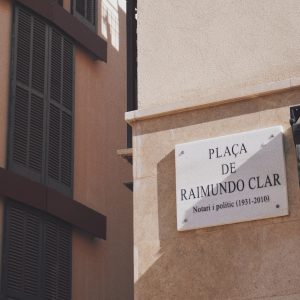 PLAÇA
DE
RAIMUNDO CLAR
Notari i polític (1931-2010)